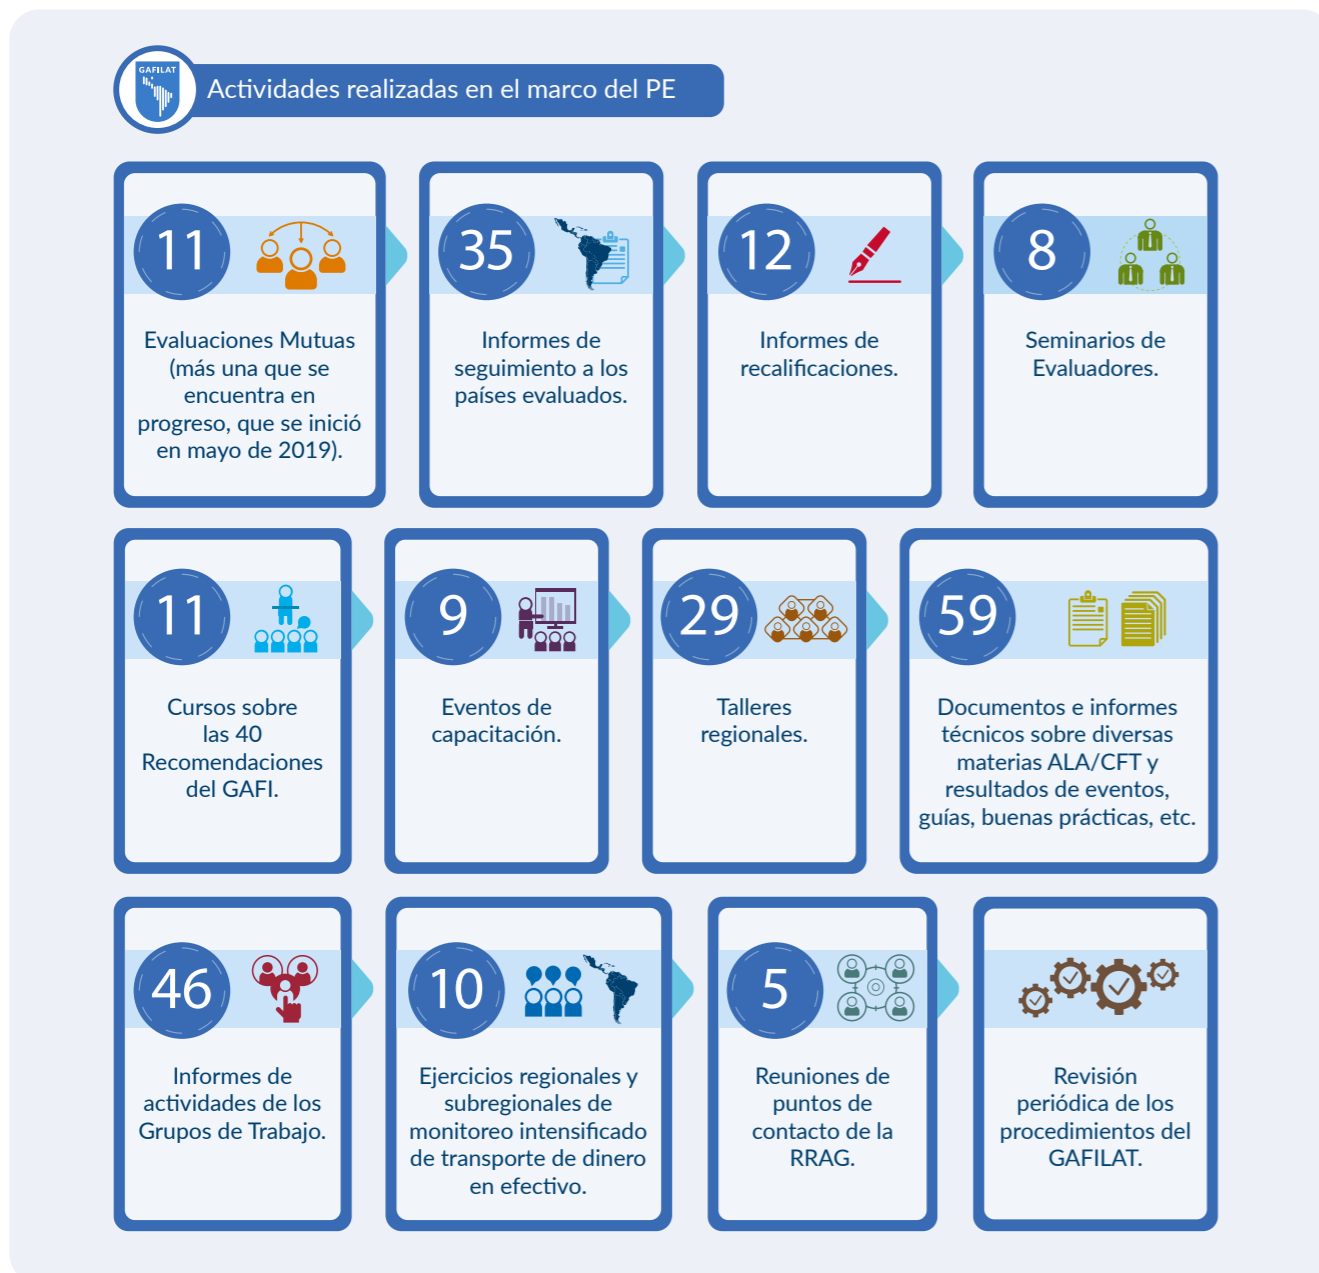 GAFILAT
Actividades realizadas en el marco del PE
11
Evaluaciones Mutuas
(más una que se
encuentra en
progreso, que se inició
en mayo de 2019).
35
Informes de
seguimiento a los
países evaluados.
12
Informes de
recalificaciones.
8
Seminarios de
Evaluadores.
11
Cursos sobre
las 40
Recomendaciones
del GAFI.
9
Eventos de
capacitación.
29
Talleres
regionales.
59
Documentos e informes
técnicos sobre diversas
materias ALA/CFT y
resultados de eventos,
guías, buenas prácticas, etc.
46
Informes de
actividades de los
Grupos de Trabajo.
10
Ejercicios regionales y
subregionales de
monitoreo intensificado
de transporte de dinero
en efectivo.
5
Reuniones de
puntos de
contacto de la
RRAG.
Revisión
periódica de los
procedimientos del
GAFILAT.